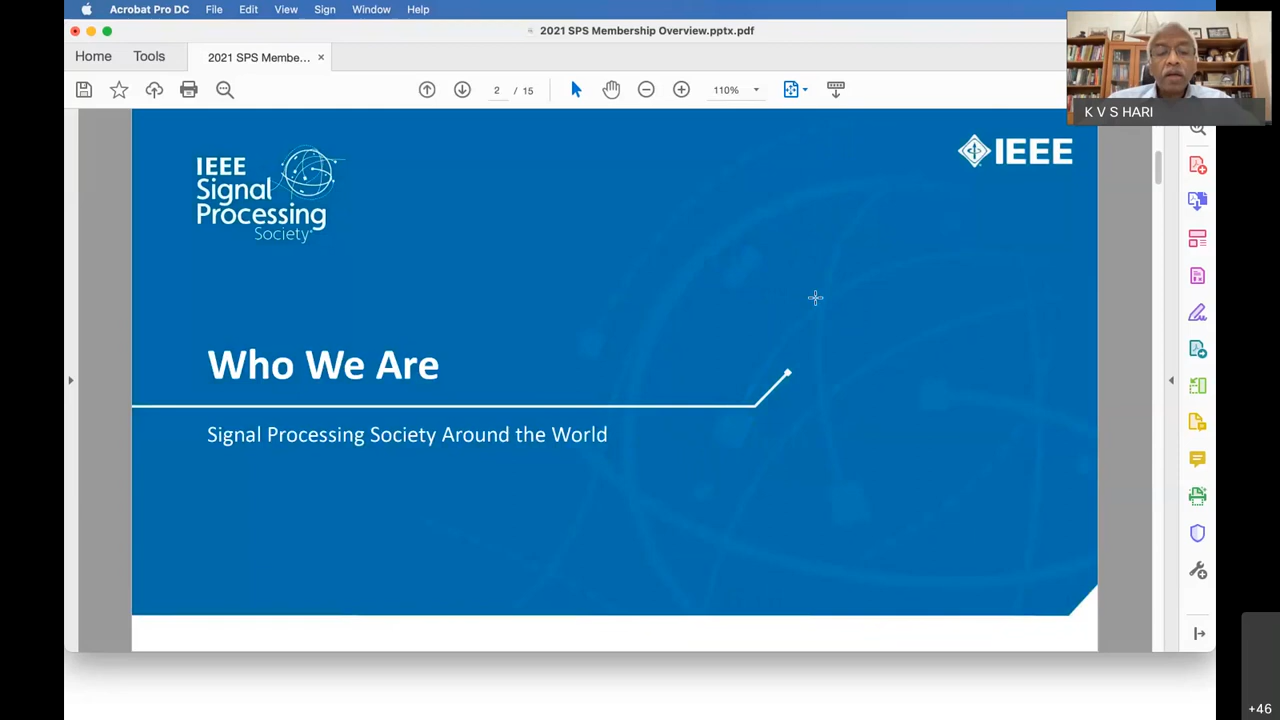 Acrobat Pro DC File Edit View Sign Window Help
2021 SPS Membership Overview.pptx.pdf
Home Tools 2021 SPS Membe... ×
2 / 15 110%
K V S HARI
IEEE
Signal
Processing
Society
IEEE
Who We Are
Signal Processing Society Around the World
+46